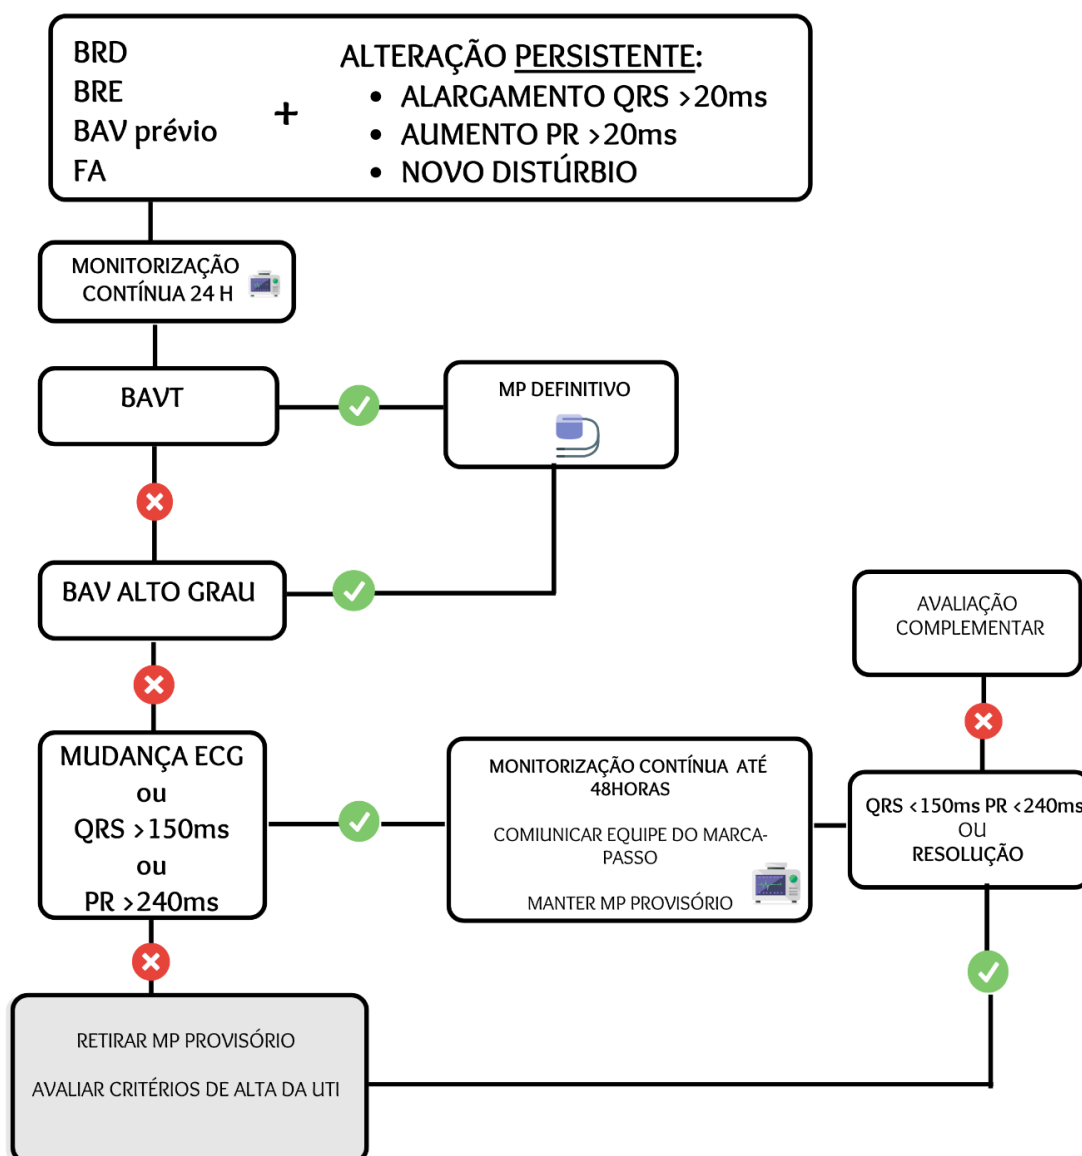 BRD
BRE
BAV prévio
FA
+
ALTERAÇÃO PERSISTENTE:
• ALARGAMENTO QRS >20ms
• AUMENTO PR >20ms
• NOVO DISTÚRBIO
MONITORIZAÇÃO
CONTÍNUA 24 H
BAVT
MP DEFINITIVO
BAV ALTO GRAU
AVALIAÇÃO
COMPLEMENTAR
MUDANÇA ECG
ou
QRS >150ms
ou
PR >240ms
MONITORIZAÇÃO CONTÍNUA ATÉ
48HORAS
COMIUNICAR EQUIPE DO MARCA-
PASSO
MANTER MP PROVISÓRIO
QRS <150ms PR <240ms
OU
RESOLUÇÃO
RETIRAR MP PROVISÓRIO
AVALIAR CRITÉRIOS DE ALTA DA UTI